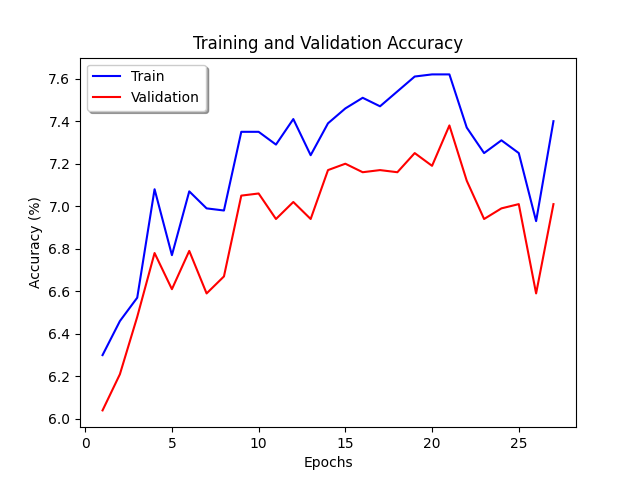 Training and Validation Accuracy
Train
Validation
Accuracy (%)
7.6
7.4
7.2
7.0
6.8
6.6
6.4
6.2
6.0
0 5 10 15 20 25
Epochs